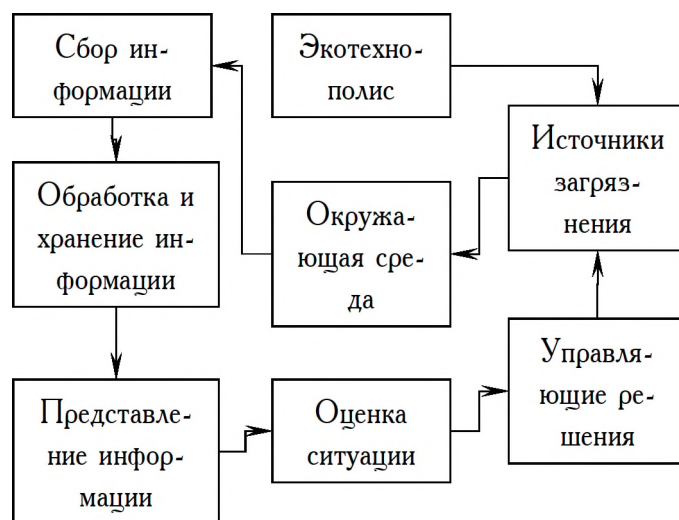 Сбор ин-
формации
Экотехно-
полис
Источники
загряз-
нения
Обработка и
хранение ин-
формации
Окружа-
ющая сре-
да
Управля-
ющие ре-
шения
Представле-
ние инфор-
мации
Оценка
ситуации